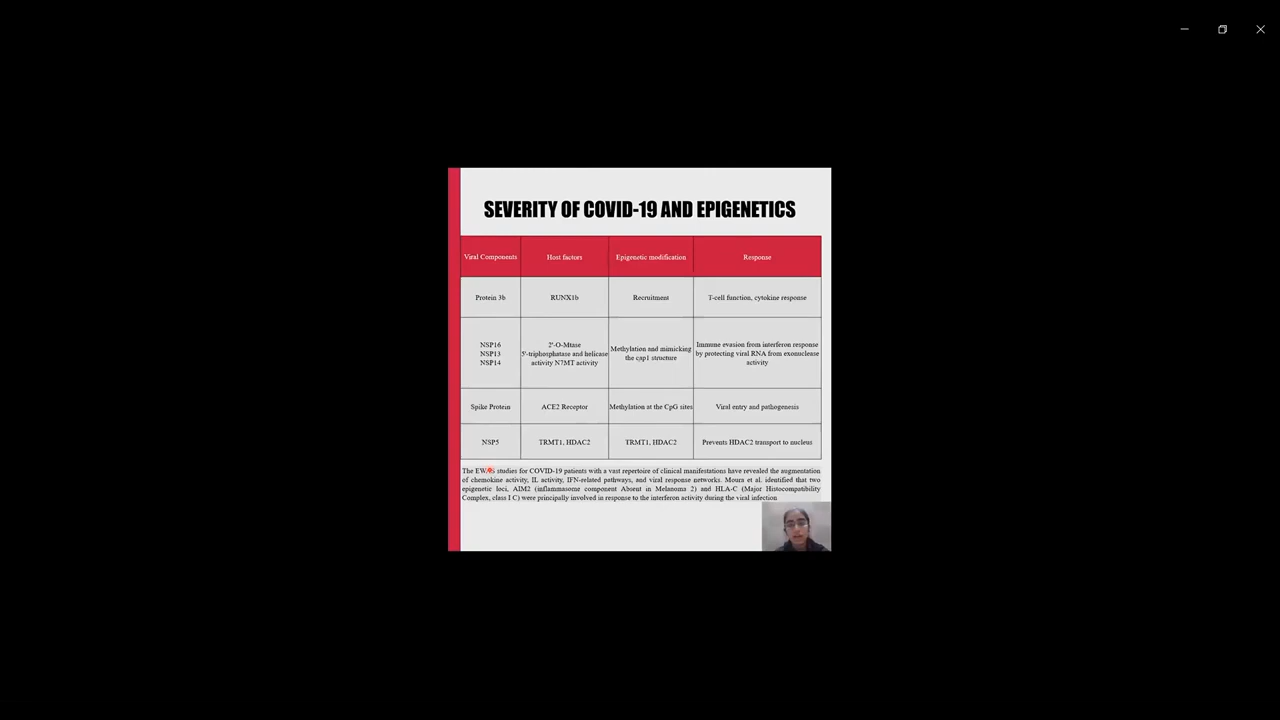 SEVERITY OF COVID-19 AND EPIGENETICS
Viral Components Host factors Epigenetic modification Response
Protein 3b RUNX1b Recruitment T-cell function, cytokine response
NSP16
NSP13
NSP14
2'-O-Mtase
5'-triphosphatase and helicase
activity N7MT activity
Methylation and mimicking
the cap1 structure
Immune evasion from interferon response
by protecting viral RNA from exonuclease
activity
Spike Protein ACE2 Receptor Methylation at the CpG sites Viral entry and pathogenesis
NSP5 TRMT1, HDAC2 TRMT1, HDAC2 Prevents HDAC2 transport to nucleus
The EWAS studies for COVID-19 patients with a vast repertoire of clinical manifestations have revealed the augmentation
of chemokine activity, IL activity, IFN-related pathways, and viral response networks. Moura et al. identified that two
epigenetic loci, AIM2 (inflammasome component Absent in Melanoma 2) and HLA-C (Major Histocompatibility
Complex, class I C) were principally involved in response to the interferon activity during the viral infection